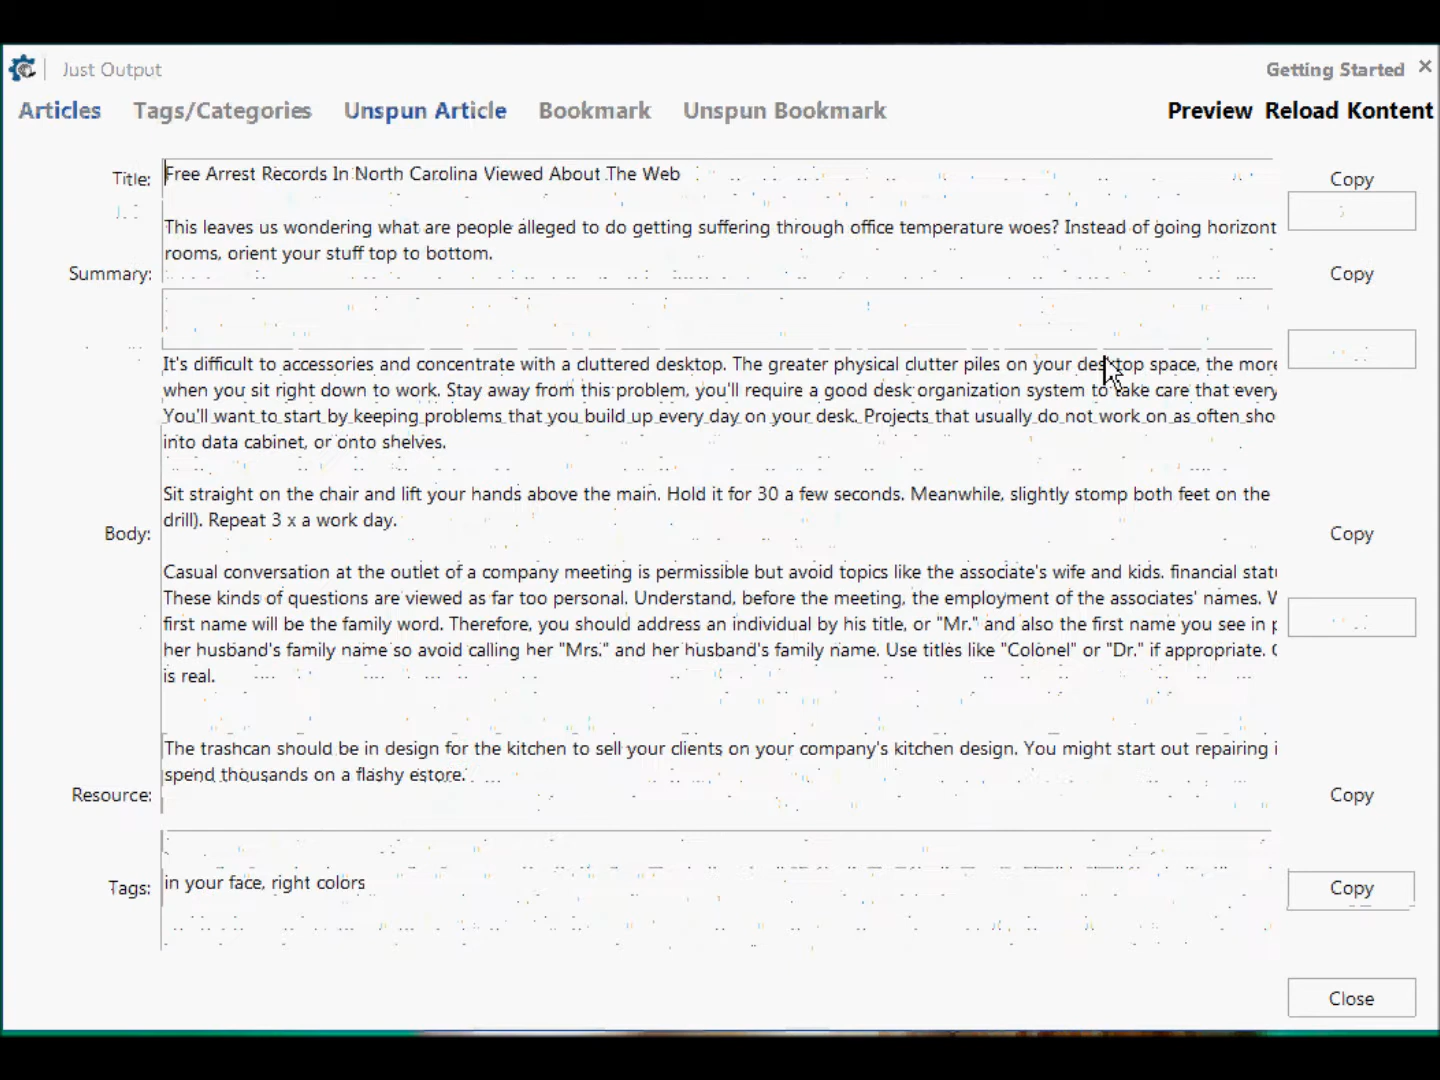 Just Output
Getting Started
Articles Tags/Categories Unspun Article Bookmark Unspun Bookmark Preview Reload Kontent
Title:
Free Arrest Records In North Carolina Viewed About The Web
Copy
This leaves us wondering what are people alleged to do getting suffering through office temperature woes? Instead of going horizont
rooms, orient your stuff top to bottom.
Summary:
Copy
It's difficult to accessories and concentrate with a cluttered desktop. The greater physical clutter piles on your desktop space, the more
when you sit right down to work. Stay away from this problem, you'll require a good desk organization system to take care that every
You'll want to start by keeping problems that you build up every day on your desk. Projects that usually do not work on as often sho
into data cabinet, or onto shelves.
Sit straight on the chair and lift your hands above the main. Hold it for 30 a few seconds. Meanwhile, slightly stomp both feet on the
drill). Repeat 3 x a work day.
Body:
Copy
Casual conversation at the outlet of a company meeting is permissible but avoid topics like the associate's wife and kids. financial stat
These kinds of questions are viewed as far too personal. Understand, before the meeting, the employment of the associates' names.
first name will be the family word. Therefore, you should address an individual by his title, or "Mr." and also the first name you see in
her husband's family name so avoid calling her "Mrs." and her husband's family name. Use titles like "Colonel" or "Dr." if appropriate.
is real.
The trashcan should be in design for the kitchen to sell your clients on your company's kitchen design. You might start out repairing i
spend thousands on a flashy estore.
Resource:
Copy
Tags:
in your face, right colors
Copy
Close